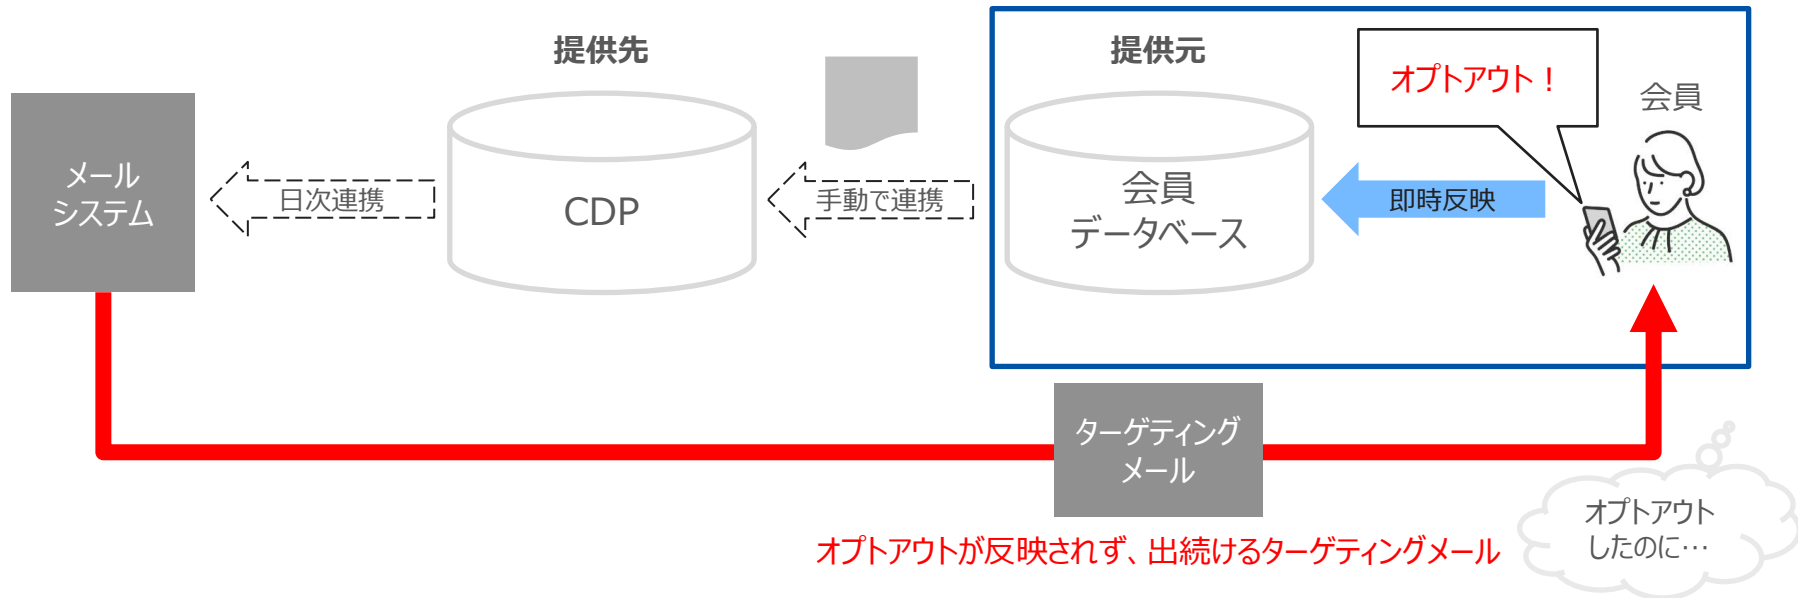 提供先
提供元
オプトアウト！
会員
メール
システム
日次連携
CDP
手動で連携
会員
データベース
即時反映
ターゲティング
メール
オプトアウトが反映されず、出続けるターゲティングメール
オプトアウト
したのに…